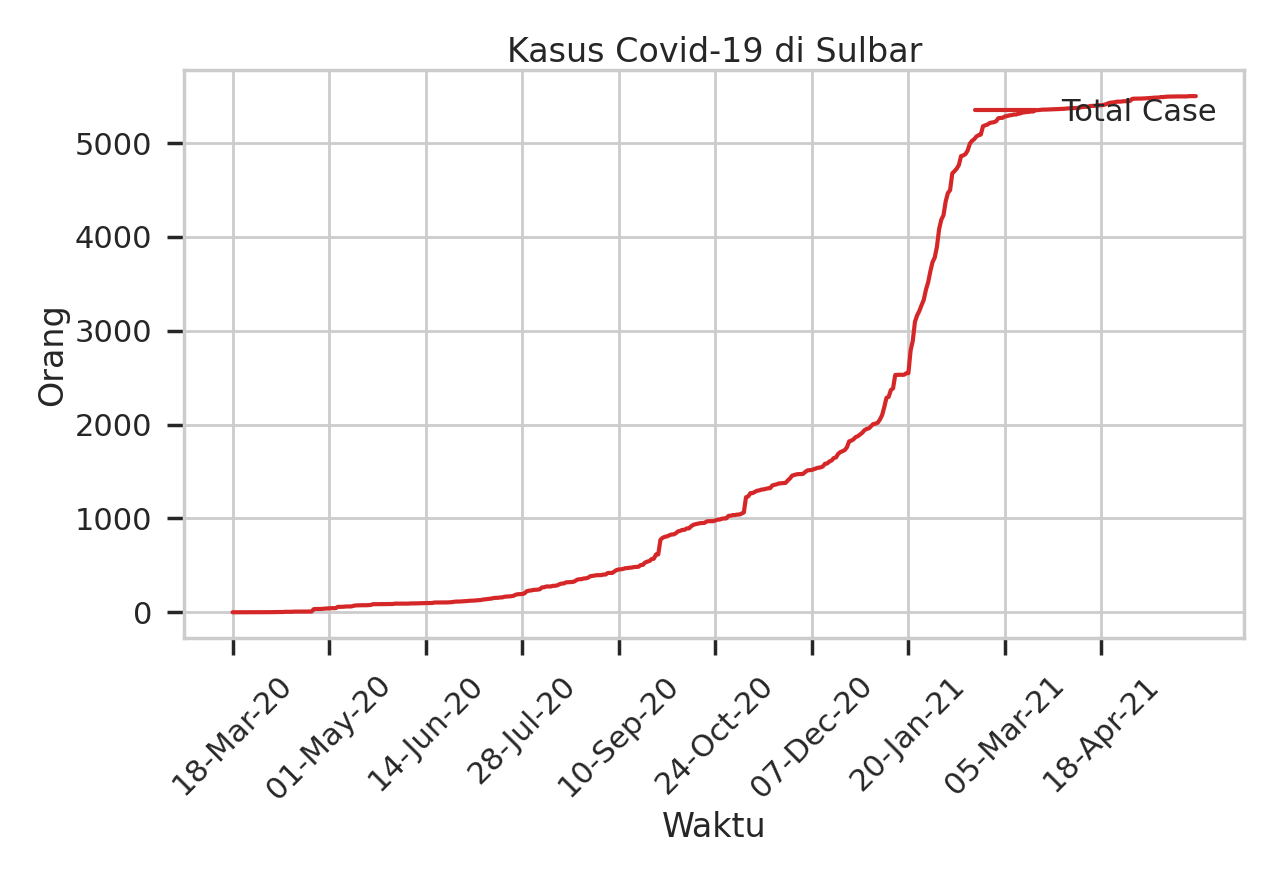 Kasus Covid-19 di Sulbar
Total Case
Orang
5000
4000
3000
2000
1000
0
18-Mar-20
01-May-20
14-Jun-20
28-Jul-20
10-Sep-20
24-Oct-20
07-Dec-20
20-Jan-21
05-Mar-21
18-Apr-21
Waktu